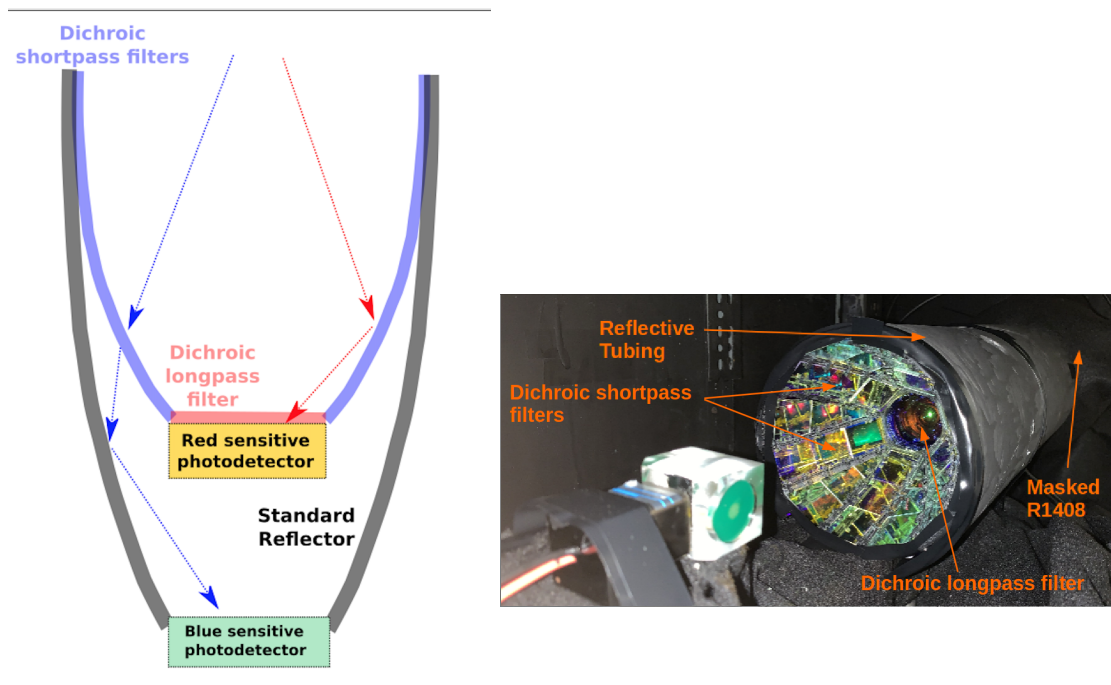 Dichroic
shortpass filters
Dichroic
longpass
filter
Red sensitive
photodetector
Standard
Reflector
Blue sensitive
photodetector
Reflective
Tubing
Dichroic shortpass
filters
Masked
R1408
Dichroic longpass filter